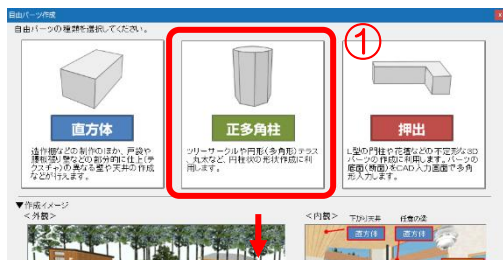 自由パーツ作成
自由パーツの種類を選択してください。
①
直方体
造作棚などの制作のほか、戸袋や
腰板張り壁などの部分的に仕上(テ
クスチャ)の異なる壁や天井の作成
などが行えます。
正多角柱
ツリーサークルや円形(多角形)テラス
、丸太など、円柱状の形状作成に利
用します。
押出
L型の門柱や花壇などの不定形な3D
パーツの作成に利用します。パーツの
底面(断面)をCAD入力画面で多角
形入力します。
▼作成イメージ
<外観>
<内観>
下がり天井
任意の梁
直方体
直方体